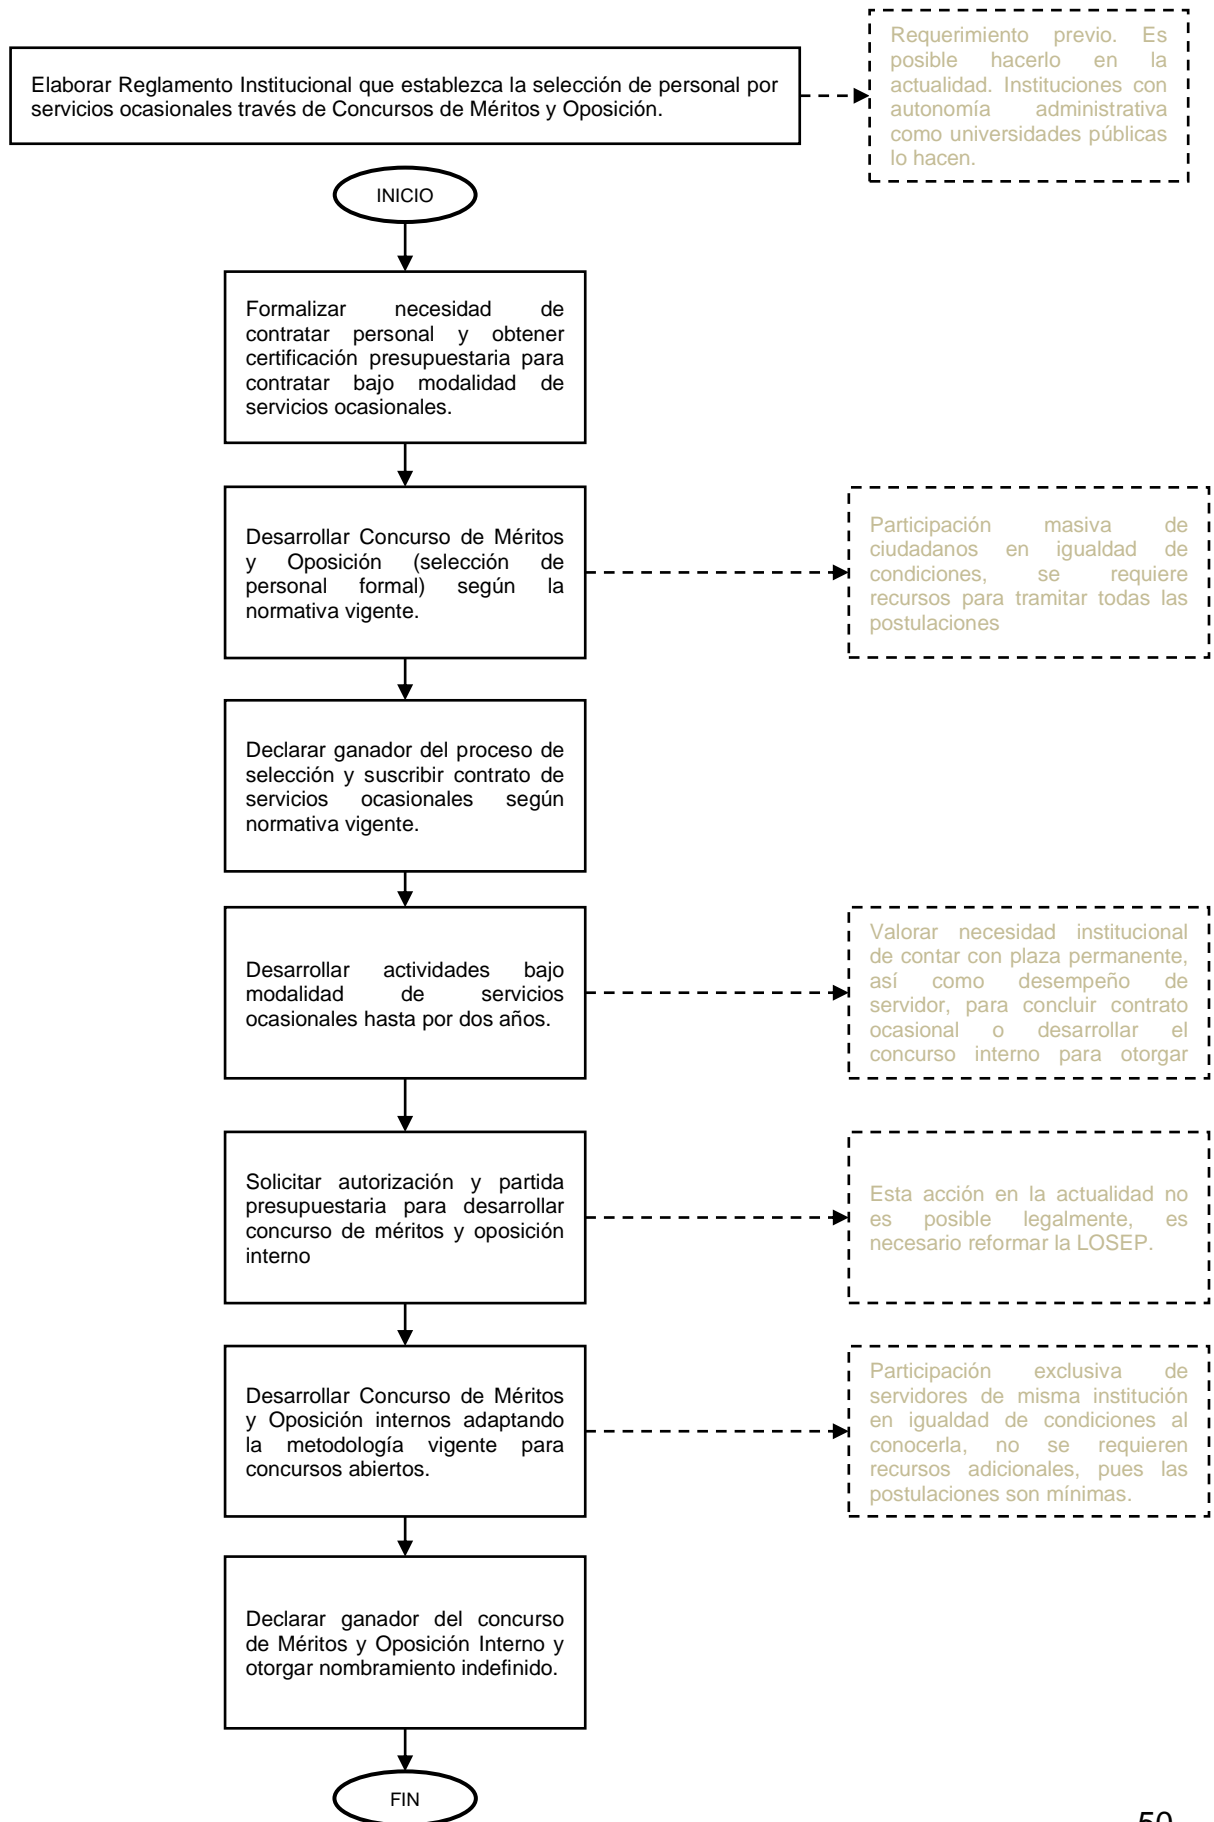 Elaborar Reglamento Institucional que establezca la selección de personal por
servicios ocasionales través de Concursos de Méritos y Oposición.
Requerimiento previo. Es
posible hacerlo en la
actualidad. Instituciones con
autonomía administrativa
como universidades públicas
lo hacen.
INICIO
Formalizar necesidad de
contratar personal y obtener
certificación presupuestaria para
contratar bajo modalidad de
servicios ocasionales.
Desarrollar Concurso de Méritos
y Oposición (selección de
personal formal) según la
normativa vigente.
Participación masiva de
ciudadanos en igualdad de
condiciones, se requiere
recursos para tramitar todas las
postulaciones
Declarar ganador del proceso de
selección y suscribir contrato de
servicios ocasionales según
normativa vigente.
Desarrollar actividades bajo
modalidad de servicios
ocasionales hasta por dos años.
Valorar necesidad institucional
de contar con plaza permanente,
así como desempeño de
servidor, para concluir contrato
ocasional o desarrollar el
concurso interno para otorgar
Solicitar autorización y partida
presupuestaria para desarrollar
concurso de méritos y oposición
interno
Esta acción en la actualidad no
es posible legalmente, es
necesario reformar la LOSEP.
Desarrollar Concurso de Méritos
y Oposición internos adaptando
la metodología vigente para
concursos abiertos.
Participación exclusiva de
servidores de misma institución
en igualdad de condiciones al
conocerla, no se requieren
recursos adicionales, pues las
postulaciones son mínimas.
Declarar ganador del concurso
de Méritos y Oposición Interno y
otorgar nombramiento indefinido.
FIN
50